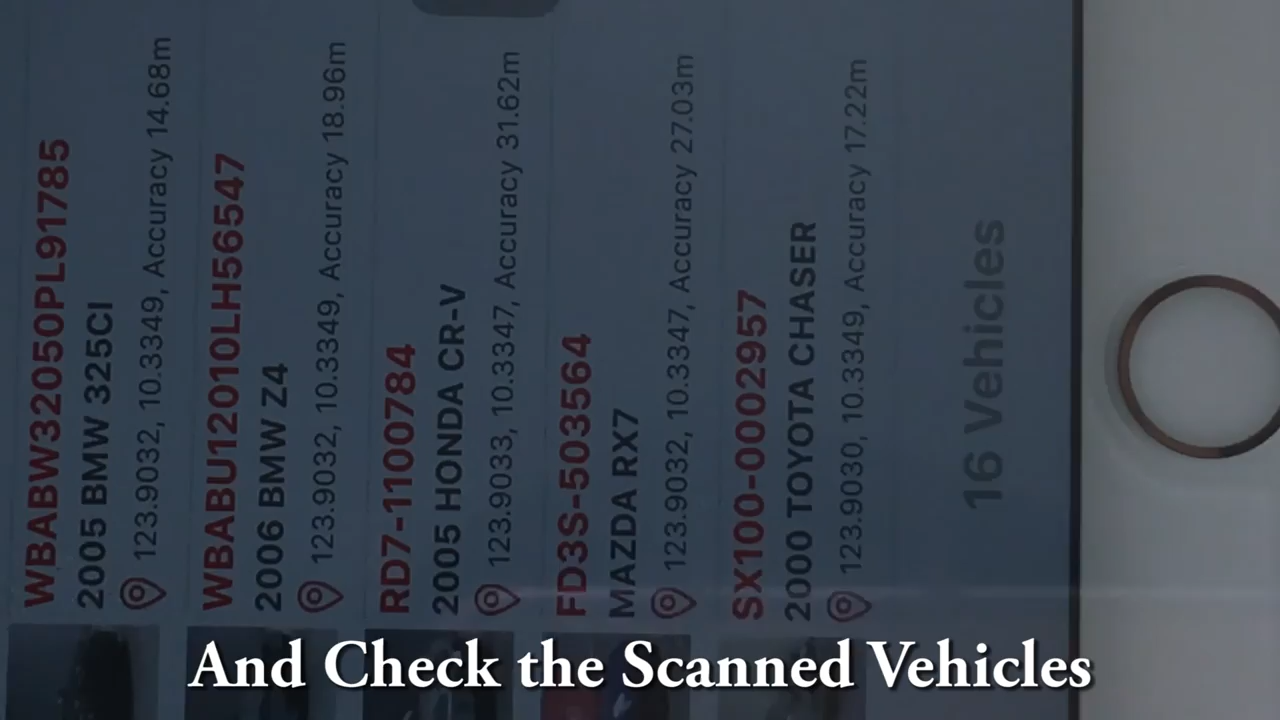 WBABW32050PL91785
2005 BMW 325CI
123.9032, 10.3349, Accuracy 14.68m
WBABU12010LH56547
2006 BMW Z4
123.9032, 10.3349, Accuracy 18.96m
RD7-1100784
2005 HONDA CR-V
123.9033, 10.3347, Accuracy 31.62m
FD3S-503564
MAZDA RX7
123.9032, 10.3347, Accuracy 27.03m
SX100-0002957
2000 TOYOTA CHASER
123.9030, 10.3349, Accuracy 17.22m
16 Vehicles
And Check the Scanned Vehicles